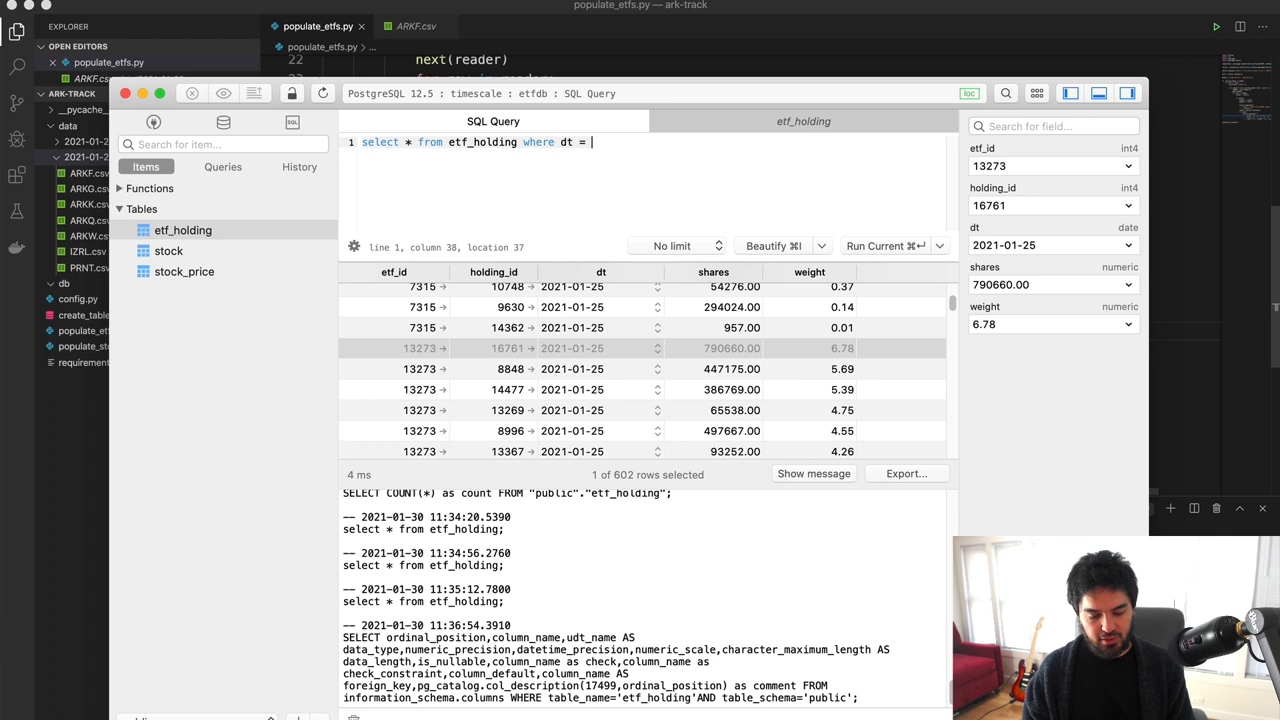 populate_etfs.py — ark-track
EXPLORER
populate_etfs.py
ARKF.csv
OPEN EDITORS
populate_etfs.py > ...
populate_etfs.py
22 next(reader)
ARKF.csv
ARK-TRACK
PostgreSQL 12.5 : timescale : etfdb : SQL Query
loc
__pycache__
data
2021-01-2
2021-01-2
ARKF.csv
ARKG.csv
ARKK.csv
ARKQ.csv
ARKW.csv
IZRL.csv
PRNT.csv
db
config.py
create_table
populate_etf
populate_sto
requirement
Search for item...
Items
Queries
History
Functions
Tables
etf_holding
stock
stock_price
SQL Query
etf_holding
1 select * from etf_holding where dt =
line 1, column 38, location 37
No limit
Beautify ⌘I
Run Current ⌘↵
etf_id holding_id dt shares weight
7315 → 10748 → 2021-01-25 54276.00 0.37
7315 → 9630 → 2021-01-25 294024.00 0.14
7315 → 14362 → 2021-01-25 957.00 0.01
13273 → 16761 → 2021-01-25 790660.00 6.78
13273 → 8848 → 2021-01-25 447175.00 5.69
13273 → 14477 → 2021-01-25 386769.00 5.39
13273 → 13269 → 2021-01-25 65538.00 4.75
13273 → 8996 → 2021-01-25 497667.00 4.55
13273 → 13367 → 2021-01-25 93252.00 4.26
4 ms
1 of 602 rows selected
Show message
Export...
SELECT COUNT(*) as count FROM "public"."etf_holding";
-- 2021-01-30 11:34:20.5390
select * from etf_holding;
-- 2021-01-30 11:34:56.2760
select * from etf_holding;
-- 2021-01-30 11:35:12.7800
select * from etf_holding;
-- 2021-01-30 11:36:54.3910
SELECT ordinal_position,column_name,udt_name AS
data_type,numeric_precision,datetime_precision,numeric_scale,character_maximum_length AS
data_length,is_nullable,column_name as check,column_name as
check_constraint,column_default,column_name AS
foreign_key,pg_catalog.col_description(17499,ordinal_position) as comment FROM
information_schema.columns WHERE table_name='etf_holding'AND table_schema='public';
Search for field...
etf_id int4
13273
holding_id int4
16761
dt date
2021-01-25
shares numeric
790660.00
weight numeric
6.78